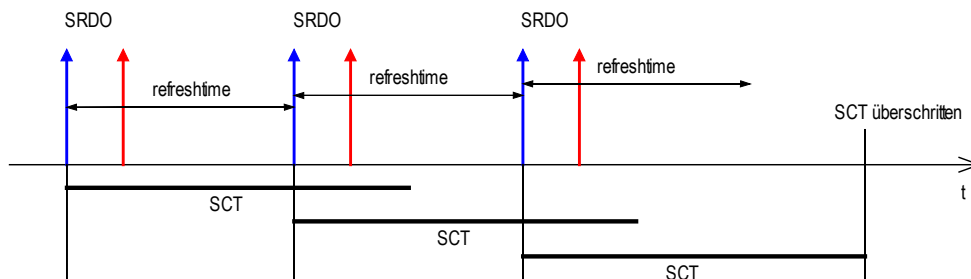 SRDO SRDO SRDO
refreshtime refreshtime refreshtime
SCT überschritten
t
SCT
SCT
SCT